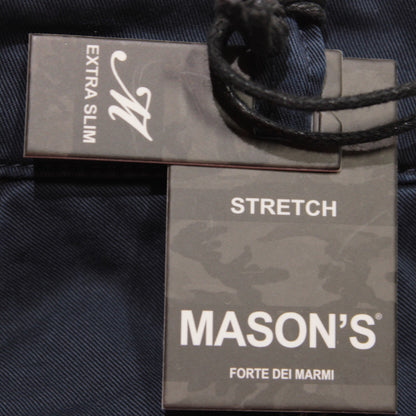 M
EXTRA SLIM
STRETCH
MASON'S®
FORTE DEI MARMI